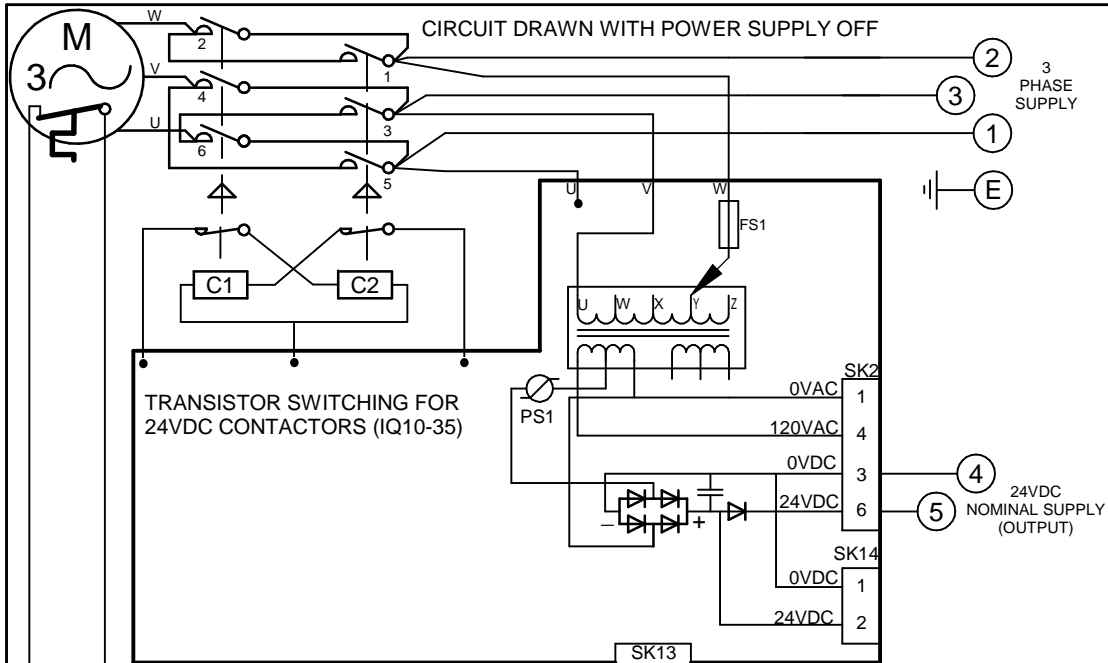 CIRCUIT DRAWN WITH POWER SUPPLY OFF
M
3
W
V
U
2
4
6
1
3
5
2
3
1
E
3
PHASE
SUPPLY
U
V
W
FS1
C1
C2
U
W
X
Y
Z
TRANSISTOR SWITCHING FOR
24VDC CONTACTORS (IQ10-35)
PS1
SK2
0VAC
1
120VAC
4
0VDC
3
24VDC
6
4
5
24VDC
NOMINAL SUPPLY
(OUTPUT)
–
+
SK14
0VDC
1
24VDC
2
SK13